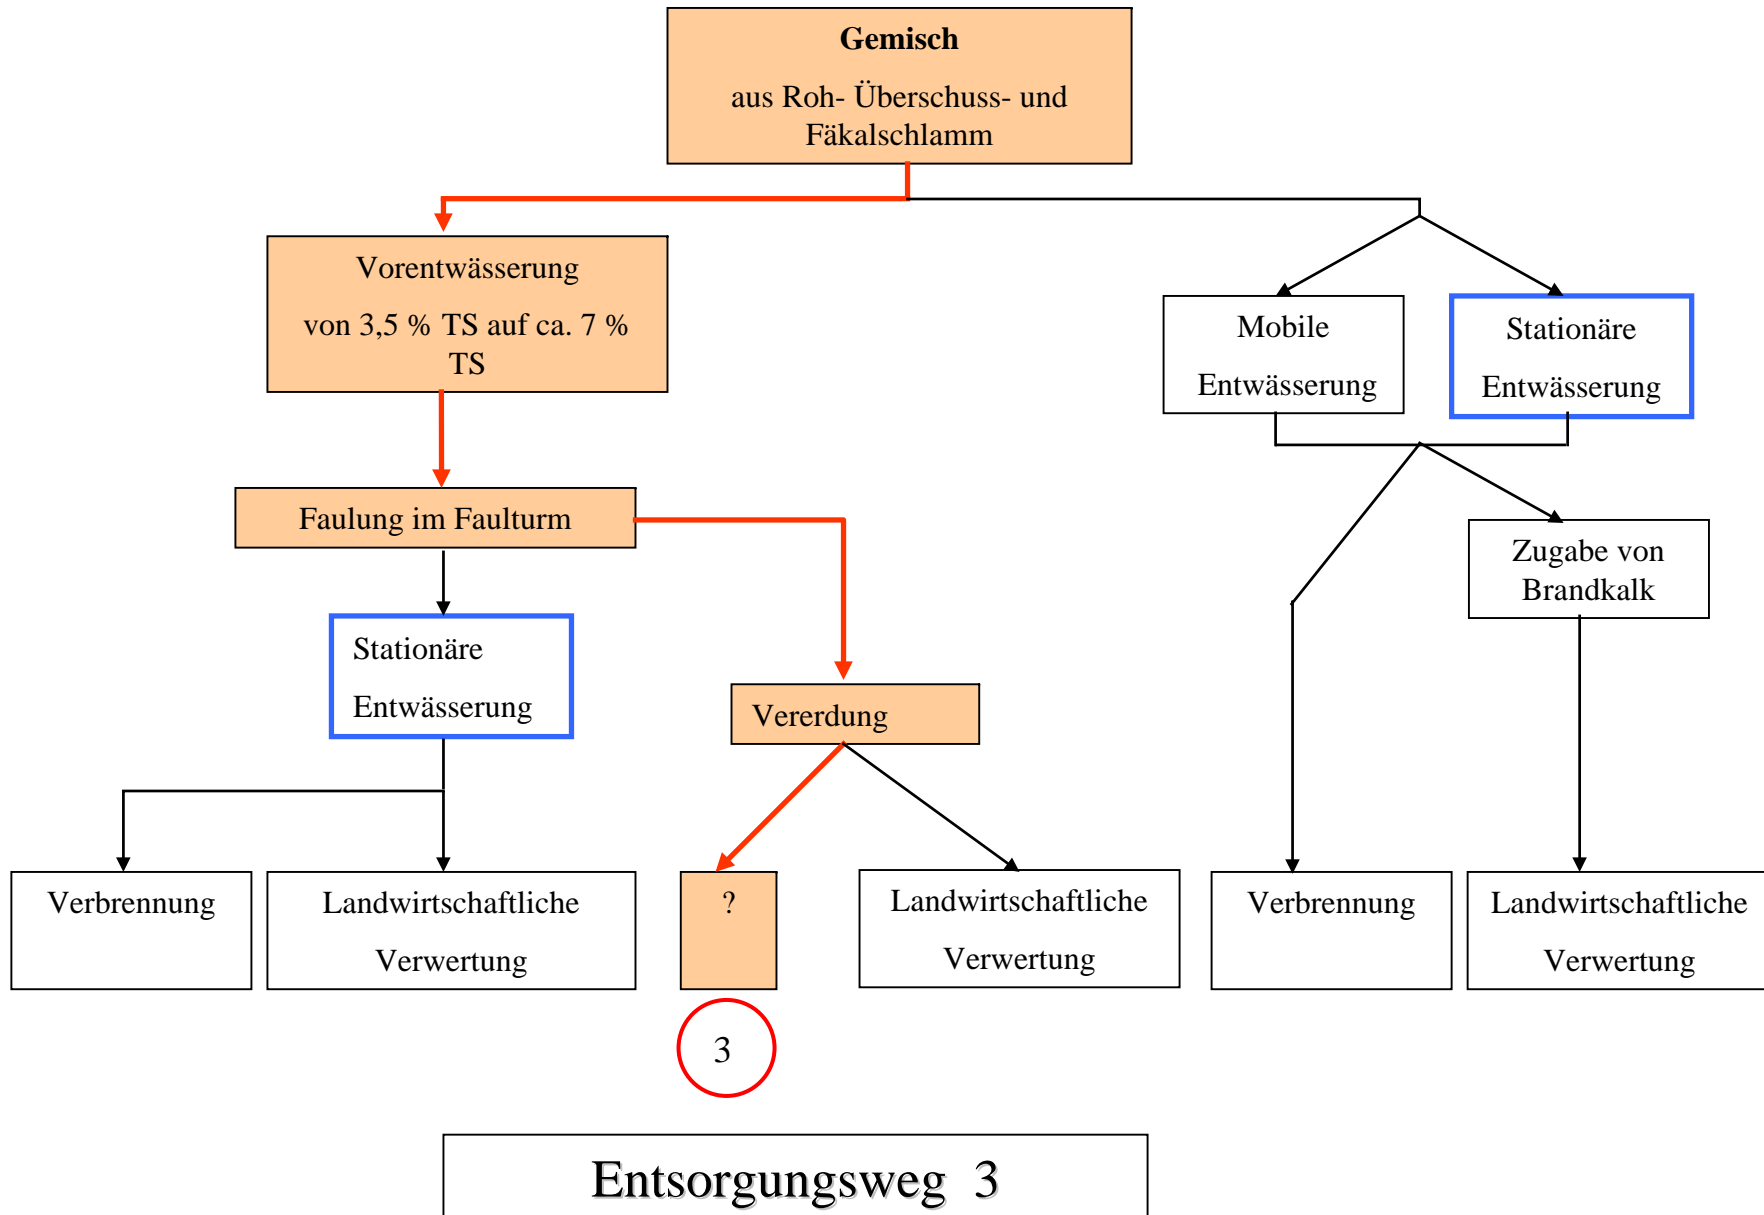 Gemisch
aus Roh- Überschuss- und
Fäkalschlamm
Vorentwässerung
von 3,5 % TS auf ca. 7 %
TS
Mobile
Entwässerung
Stationäre
Entwässerung
Faulung im Faulturm
Zugabe von
Brandkalk
Stationäre
Entwässerung
Vererdung
Verbrennung
Landwirtschaftliche
Verwertung
?
Landwirtschaftliche
Verwertung
Verbrennung
Landwirtschaftliche
Verwertung
3
Entsorgungsweg 3